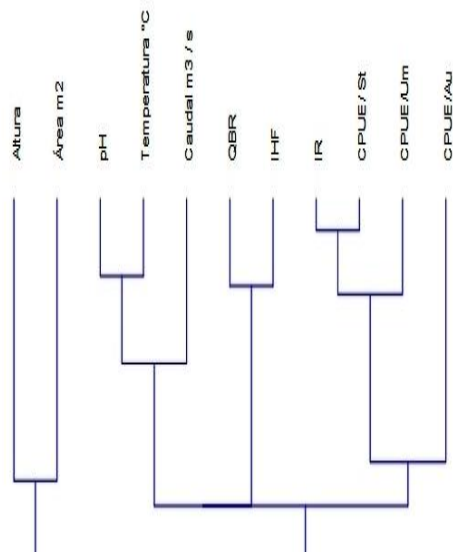 Altura
Área m2
pH
Temperatura °C
Caudal m3 / s
QBR
IHF
IR
CPUE/ St
CPUE/Um
CPUE/Au